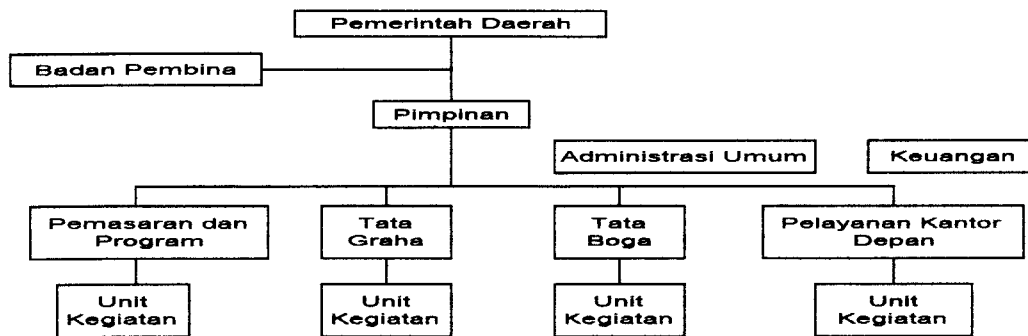 Pemerintah Daerah
Badan Pembina
Pimpinan
Administrasi Umum
Keuangan
Pemasaran dan
Program
Tata
Graha
Tata
Boga
Pelayanan Kantor
Depan
Unit
Kegiatan
Unit
Kegiatan
Unit
Kegiatan
Unit
Kegiatan